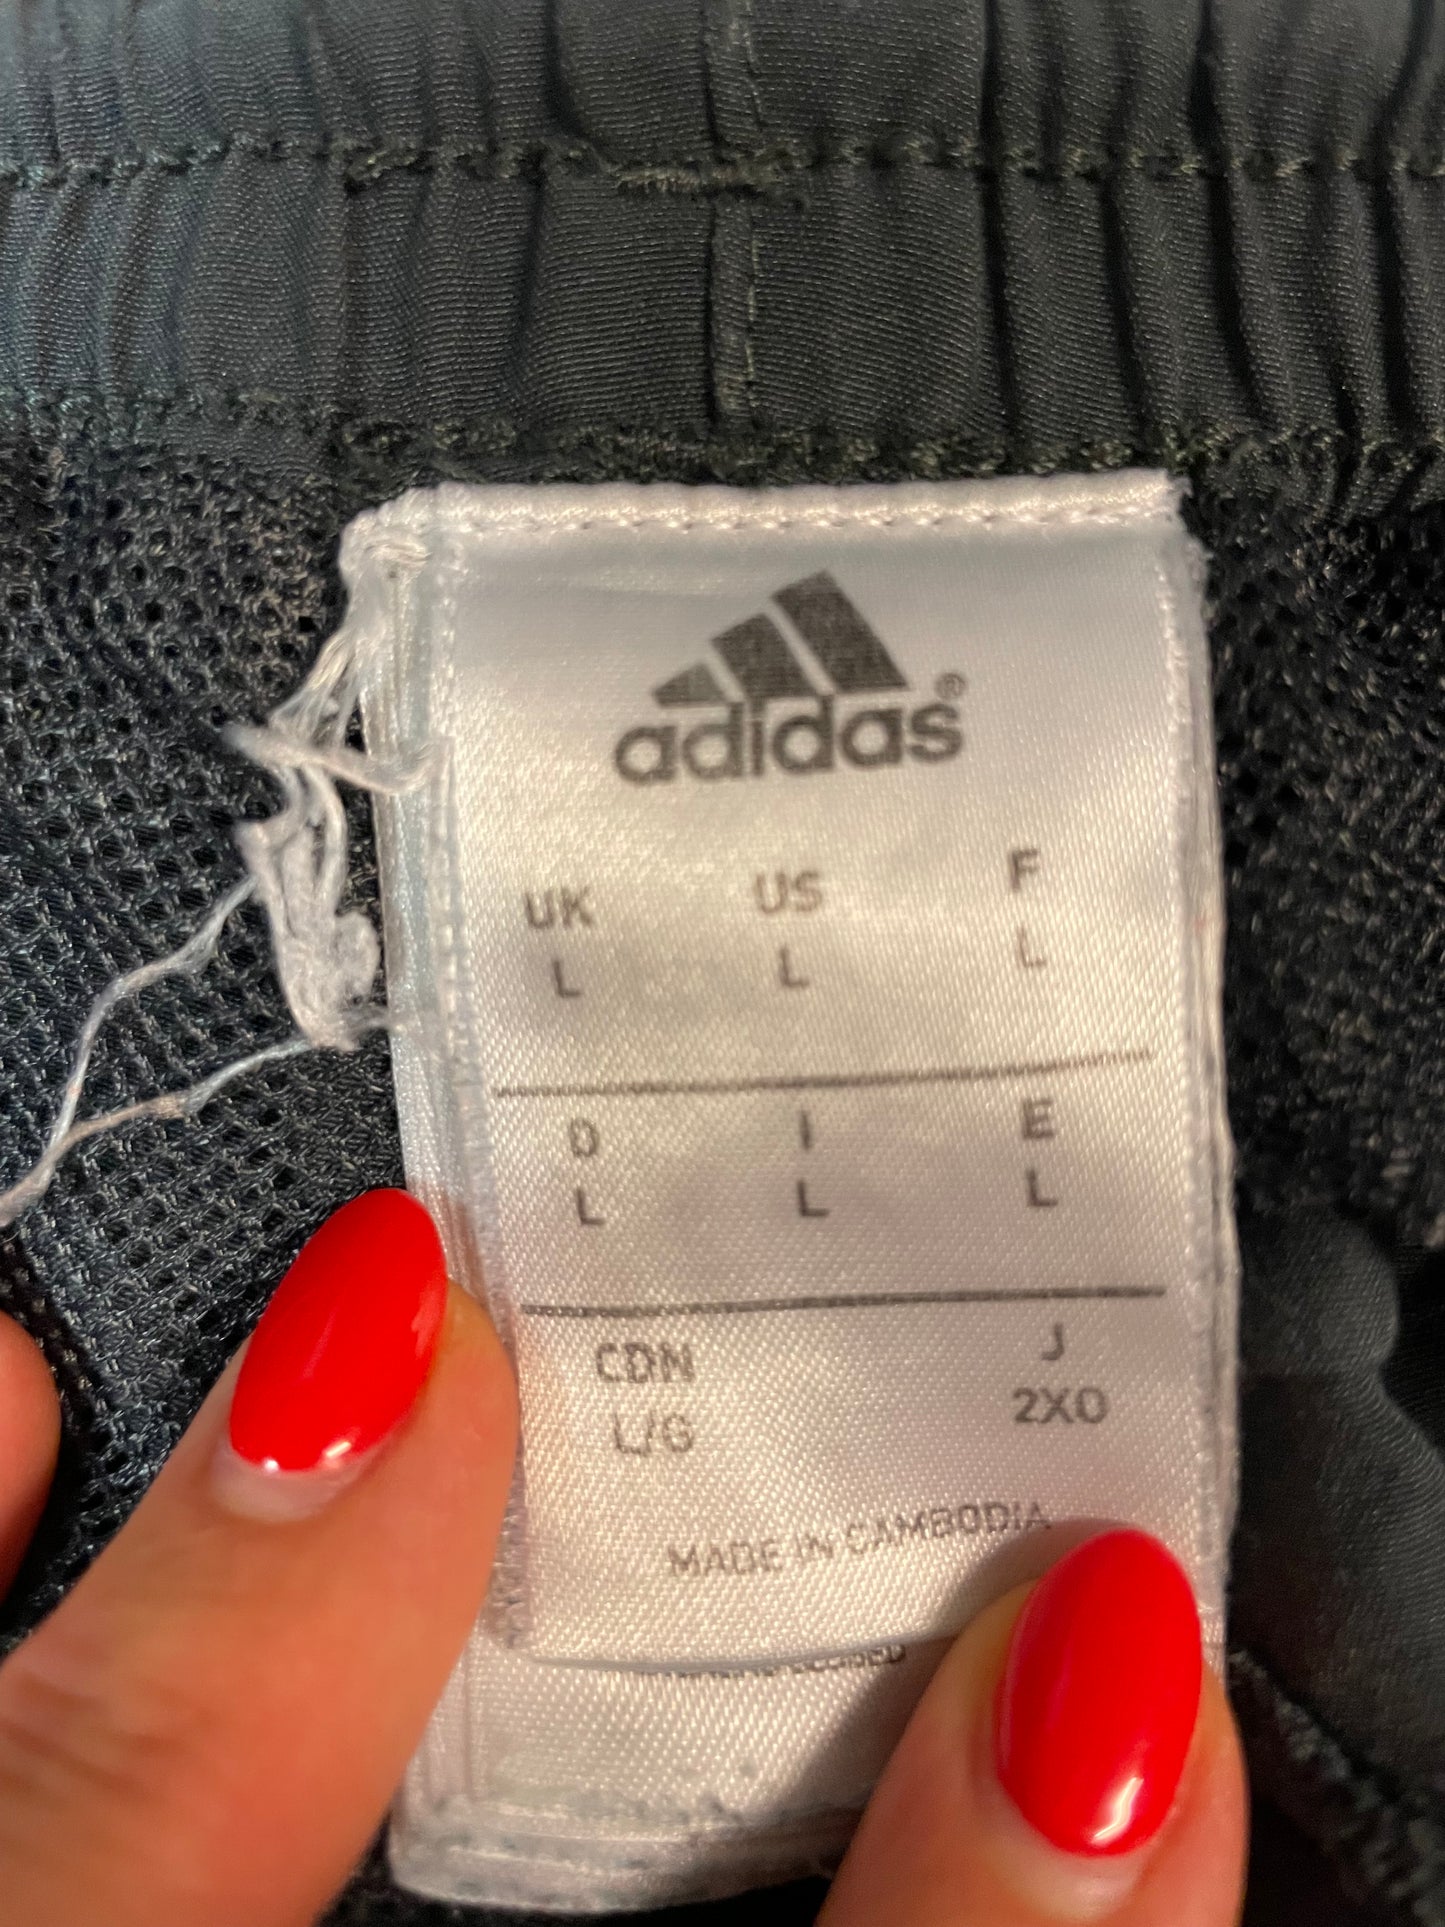 adidas®
UK US F
L L L
D I E
L L L
CDN J
L/G 2XO
MADE IN CAMBODIA